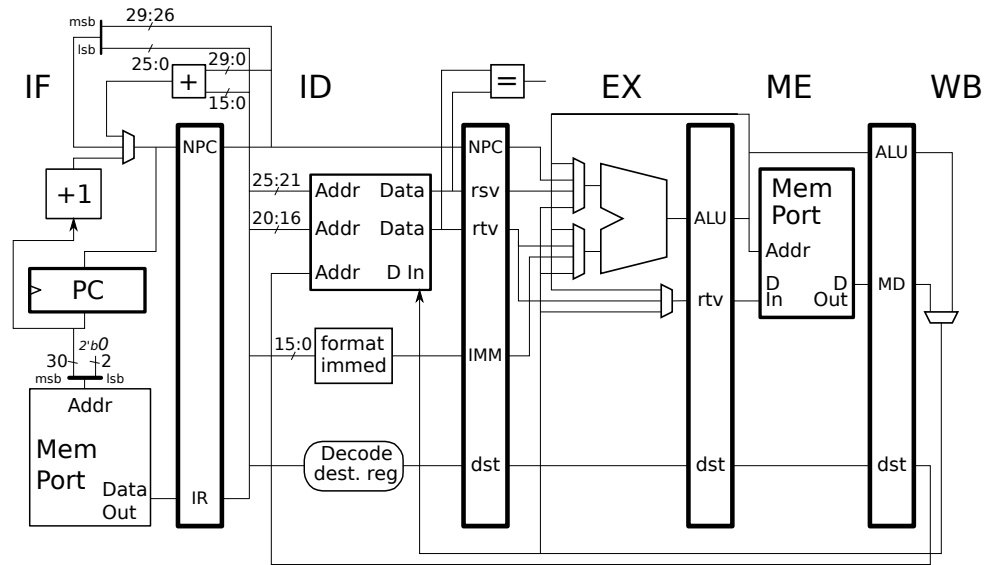 29:26
msb
lsb
25:0
29:0
+
15:0
=
IF
ID
EX
ME
WB
NPC
NPC
ALU
+1
25:21
Addr
Data
rsv
20:16
Addr
Data
rtv
Addr
D In
Mem
Port
Addr
D
In
D
Out
ALU
rtv
MD
PC
2'b0
30
2
msb
lsb
15:0
format
immed
IMM
Addr
Mem
Port
Data
Out
IR
Decode
dest. reg
dst
dst
dst